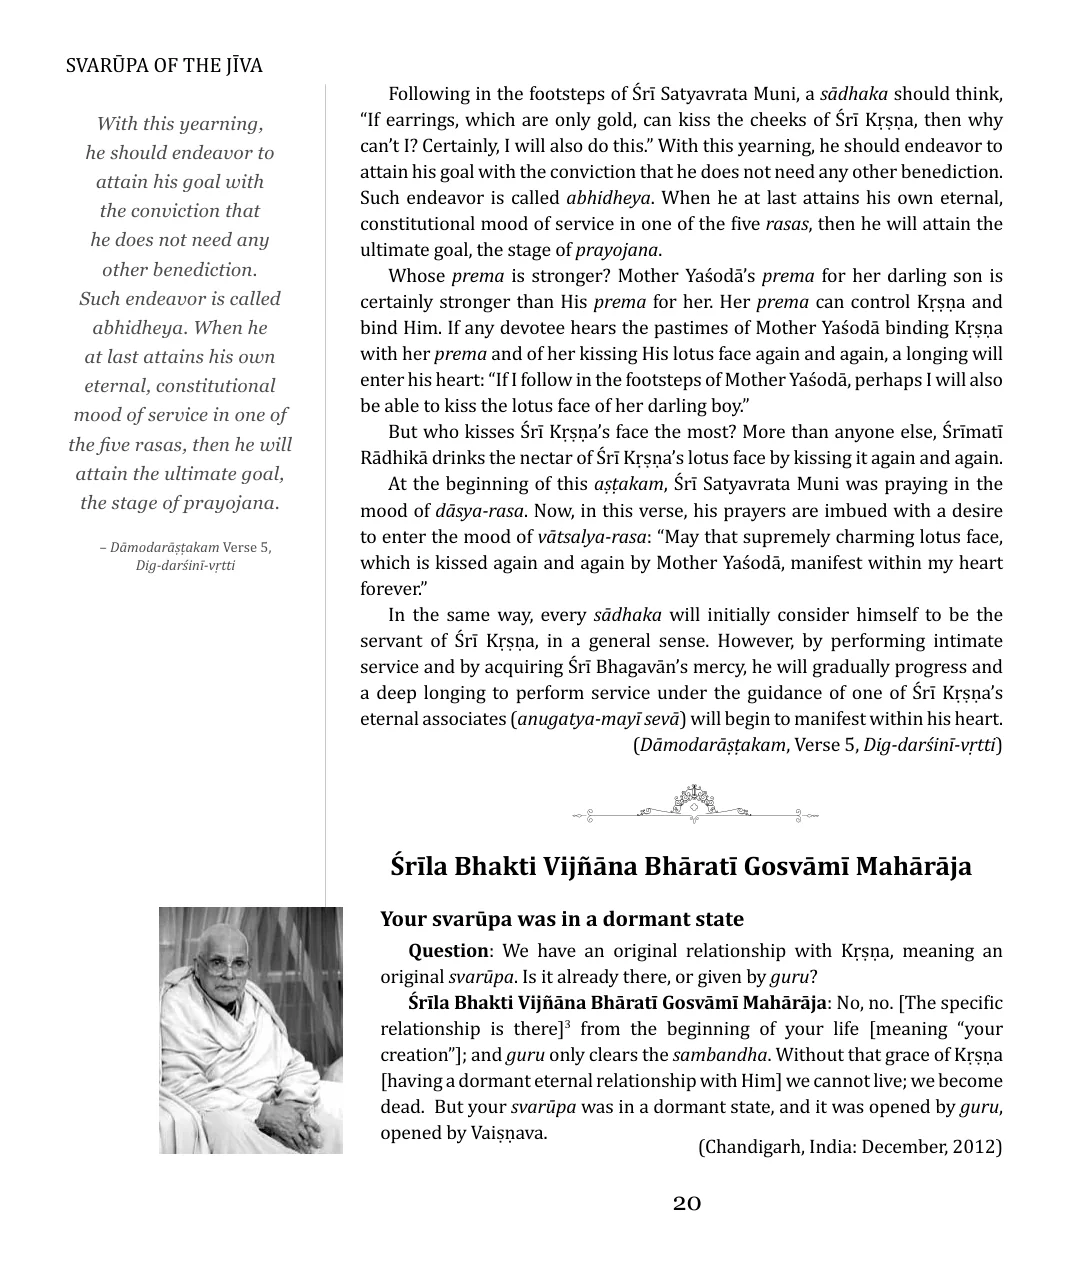 SVARŪPA OF THE JĪVA
With this yearning,
he should endeavor to
attain his goal with
the conviction that
he does not need any
other benediction.
Such endeavor is called
abhidheya. When he
at last attains his own
eternal, constitutional
mood of service in one of
the five rasas, then he will
attain the ultimate goal,
the stage of prayojana.
– Dāmodarāṣṭakam Verse 5,
Dig-darśinī-vṛtti
Following in the footsteps of Śrī Satyavrata Muni, a sādhaka should think,
“If earrings, which are only gold, can kiss the cheeks of Śrī Kṛṣṇa, then why
can’t I? Certainly, I will also do this.” With this yearning, he should endeavor to
attain his goal with the conviction that he does not need any other benediction.
Such endeavor is called abhidheya. When he at last attains his own eternal,
constitutional mood of service in one of the five rasas, then he will attain the
ultimate goal, the stage of prayojana.
Whose prema is stronger? Mother Yaśodā’s prema for her darling son is
certainly stronger than His prema for her. Her prema can control Kṛṣṇa and
bind Him. If any devotee hears the pastimes of Mother Yaśodā binding Kṛṣṇa
with her prema and of her kissing His lotus face again and again, a longing will
enter his heart: “If I follow in the footsteps of Mother Yaśodā, perhaps I will also
be able to kiss the lotus face of her darling boy.”
But who kisses Śrī Kṛṣṇa’s face the most? More than anyone else, Śrīmatī
Rādhikā drinks the nectar of Śrī Kṛṣṇa’s lotus face by kissing it again and again.
At the beginning of this aṣṭakam, Śrī Satyavrata Muni was praying in the
mood of dāsya-rasa. Now, in this verse, his prayers are imbued with a desire
to enter the mood of vātsalya-rasa: “May that supremely charming lotus face,
which is kissed again and again by Mother Yaśodā, manifest within my heart
forever.”
In the same way, every sādhaka will initially consider himself to be the
servant of Śrī Kṛṣṇa, in a general sense. However, by performing intimate
service and by acquiring Śrī Bhagavān’s mercy, he will gradually progress and
a deep longing to perform service under the guidance of one of Śrī Kṛṣṇa’s
eternal associates (anugatya-mayī sevā) will begin to manifest within his heart.
(Dāmodarāṣṭakam, Verse 5, Dig-darśinī-vṛtti)
Śrīla Bhakti Vijñāna Bhāratī Gosvāmī Mahārāja
Your svarūpa was in a dormant state
Question: We have an original relationship with Kṛṣṇa, meaning an
original svarūpa. Is it already there, or given by guru?
Śrīla Bhakti Vijñāna Bhāratī Gosvāmī Mahārāja: No, no. [The specific
relationship is there]³ from the beginning of your life [meaning “your
creation”]; and guru only clears the sambandha. Without that grace of Kṛṣṇa
[having a dormant eternal relationship with Him] we cannot live; we become
dead. But your svarūpa was in a dormant state, and it was opened by guru,
opened by Vaiṣṇava.
(Chandigarh, India: December, 2012)
20